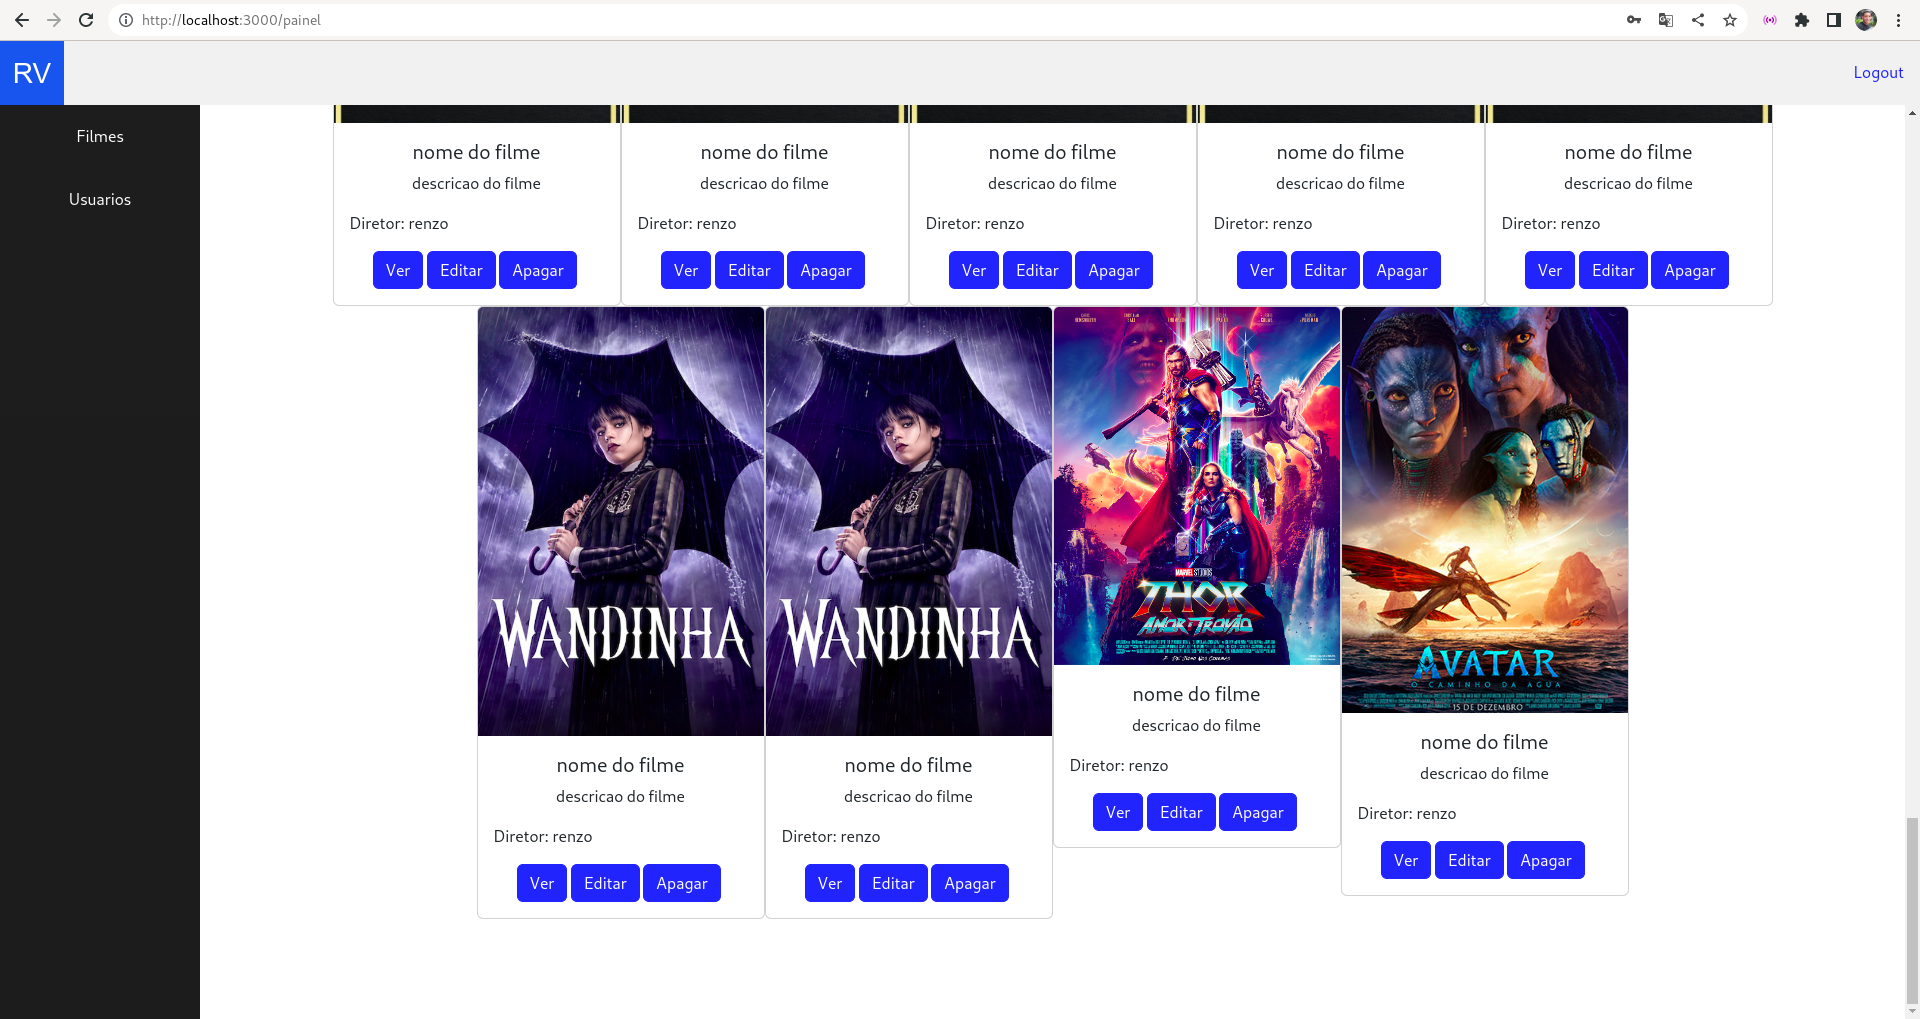 http://localhost:3000/painel
RV
Logout
Filmes
Usuarios
nome do filme
descricao do filme
Diretor: renzo
Ver Editar Apagar
nome do filme
descricao do filme
Diretor: renzo
Ver Editar Apagar
nome do filme
descricao do filme
Diretor: renzo
Ver Editar Apagar
nome do filme
descricao do filme
Diretor: renzo
Ver Editar Apagar
nome do filme
descricao do filme
Diretor: renzo
Ver Editar Apagar
WANDINHA
nome do filme
descricao do filme
Diretor: renzo
Ver Editar Apagar
WANDINHA
nome do filme
descricao do filme
Diretor: renzo
Ver Editar Apagar
MARVEL STUDIOS
THOR
AMOR E TROVÃO
7 DE JULHO NOS CINEMAS
nome do filme
descricao do filme
Diretor: renzo
Ver Editar Apagar
AVATAR
O CAMINHO DA ÁGUA
15 DE DEZEMBRO
nome do filme
descricao do filme
Diretor: renzo
Ver Editar Apagar